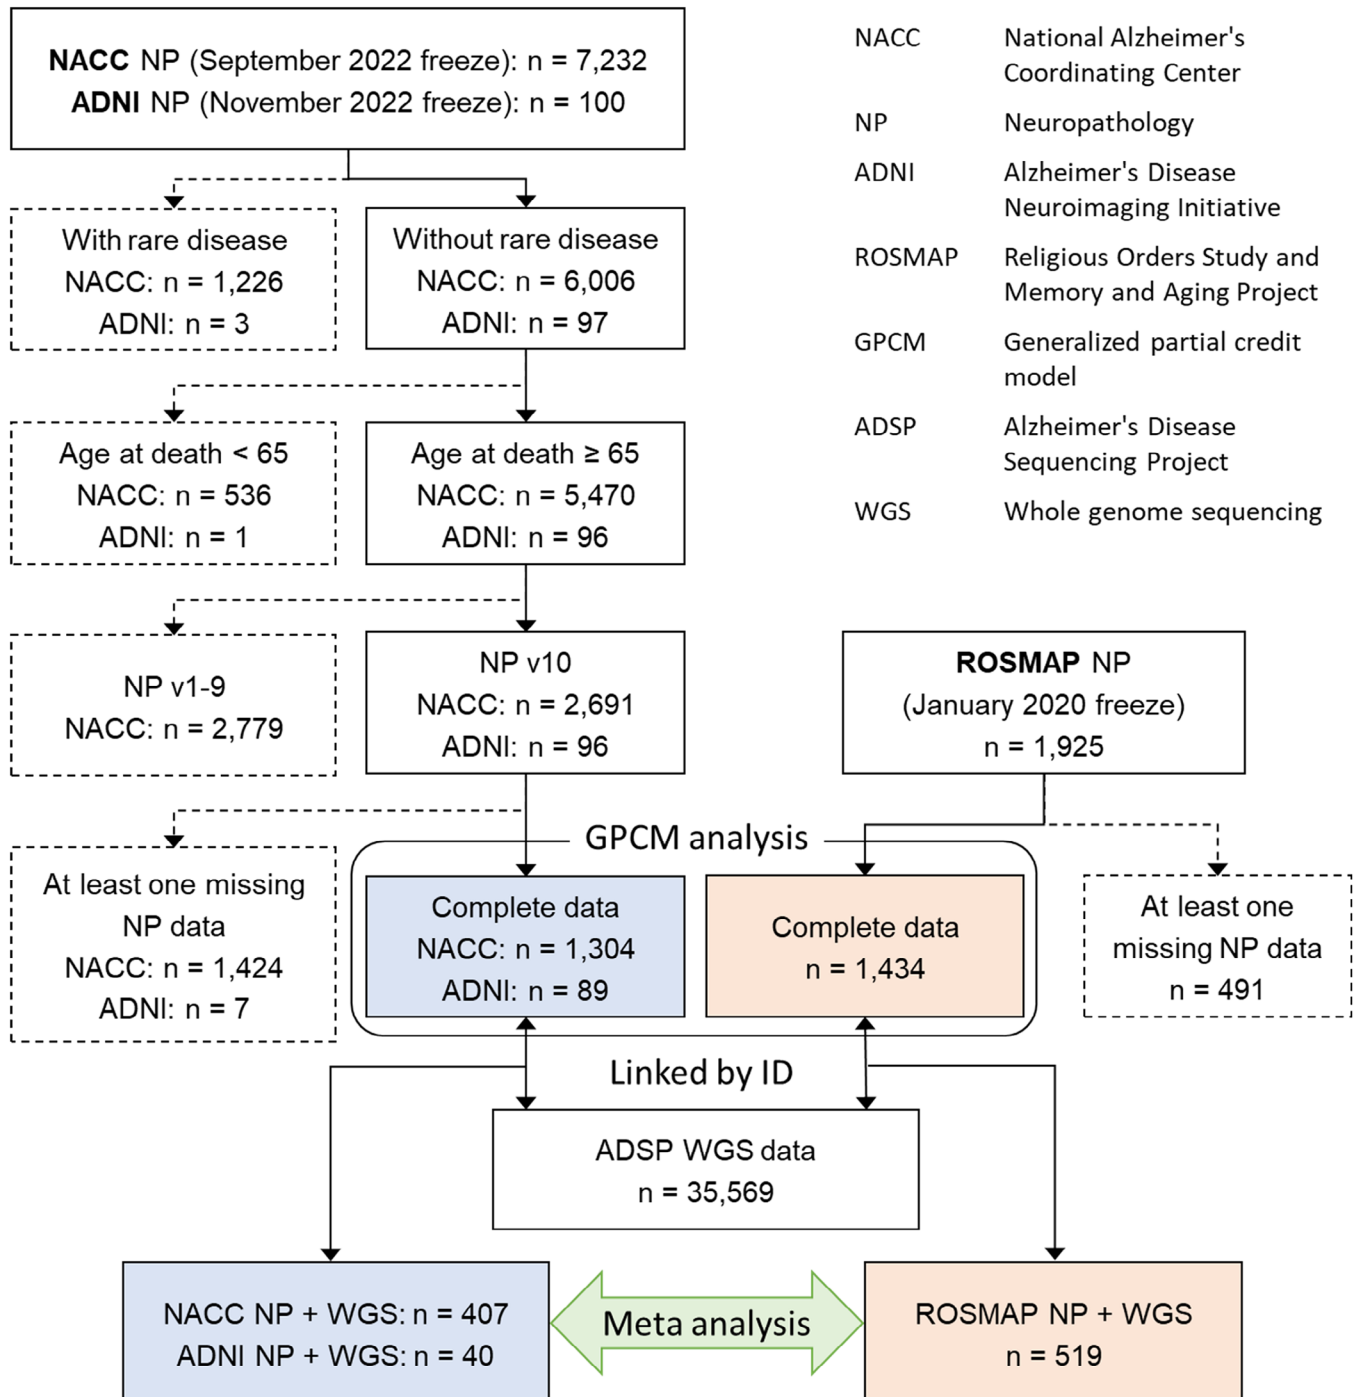 NACC NP (September 2022 freeze): n = 7,232
ADNI NP (November 2022 freeze): n = 100
NACC National Alzheimer's
Coordinating Center
NP Neuropathology
ADNI Alzheimer's Disease
Neuroimaging Initiative
ROSMAP Religious Orders Study and
Memory and Aging Project
GPCM Generalized partial credit
model
ADSP Alzheimer's Disease
Sequencing Project
WGS Whole genome sequencing
With rare disease
NACC: n = 1,226
ADNI: n = 3
Without rare disease
NACC: n = 6,006
ADNI: n = 97
Age at death < 65
NACC: n = 536
ADNI: n = 1
Age at death ≥ 65
NACC: n = 5,470
ADNI: n = 96
NP v1-9
NACC: n = 2,779
NP v10
NACC: n = 2,691
ADNI: n = 96
ROSMAP NP
(January 2020 freeze)
n = 1,925
GPCM analysis
At least one missing
NP data
NACC: n = 1,424
ADNI: n = 7
Complete data
NACC: n = 1,304
ADNI: n = 89
Complete data
n = 1,434
At least one
missing NP data
n = 491
Linked by ID
ADSP WGS data
n = 35,569
NACC NP + WGS: n = 407
ADNI NP + WGS: n = 40
Meta analysis
ROSMAP NP + WGS
n = 519